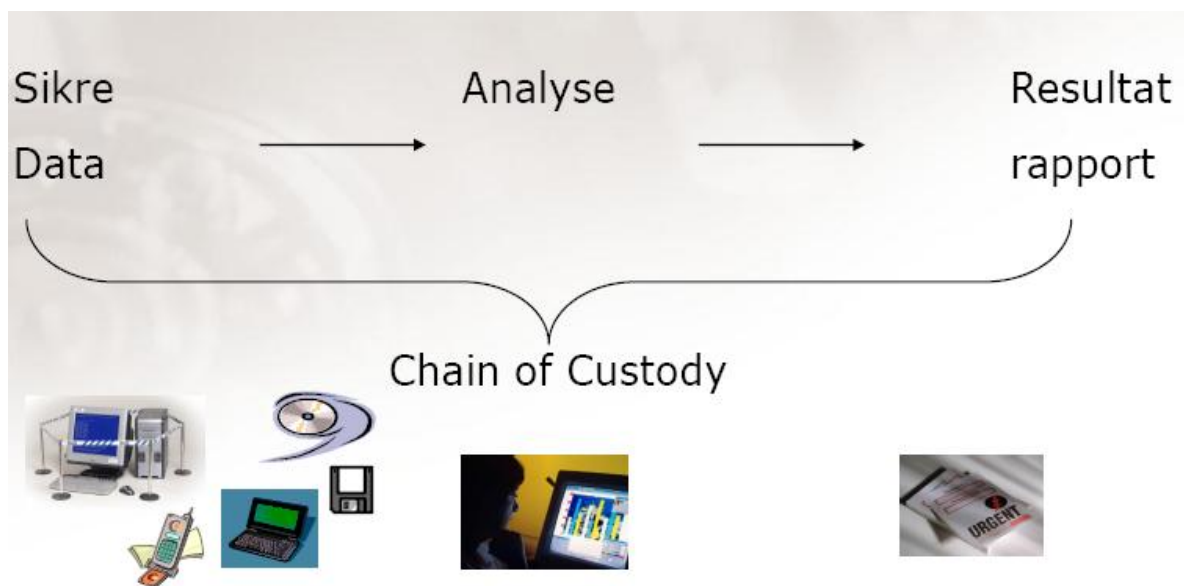 Sikre
Data
Analyse
Resultat
rapport
Chain of Custody
URGENT